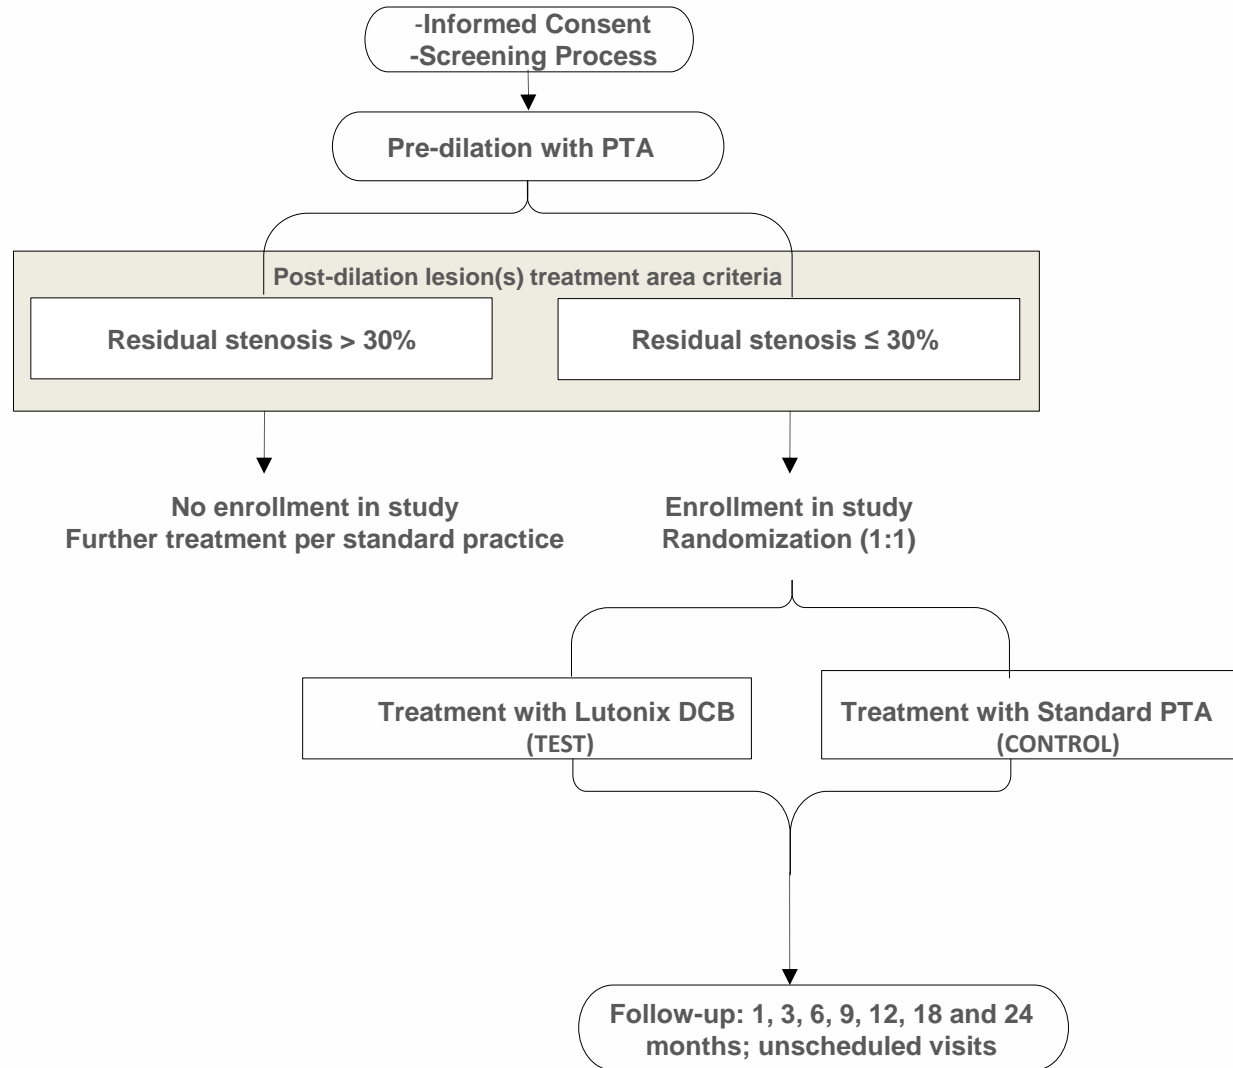 -Informed Consent
-Screening Process
Pre-dilation with PTA
Post-dilation lesion(s) treatment area criteria
Residual stenosis > 30%
Residual stenosis ≤ 30%
No enrollment in study
Further treatment per standard practice
Enrollment in study
Randomization (1:1)
Treatment with Lutonix DCB
(TEST)
Treatment with Standard PTA
(CONTROL)
Follow-up: 1, 3, 6, 9, 12, 18 and 24
months; unscheduled visits